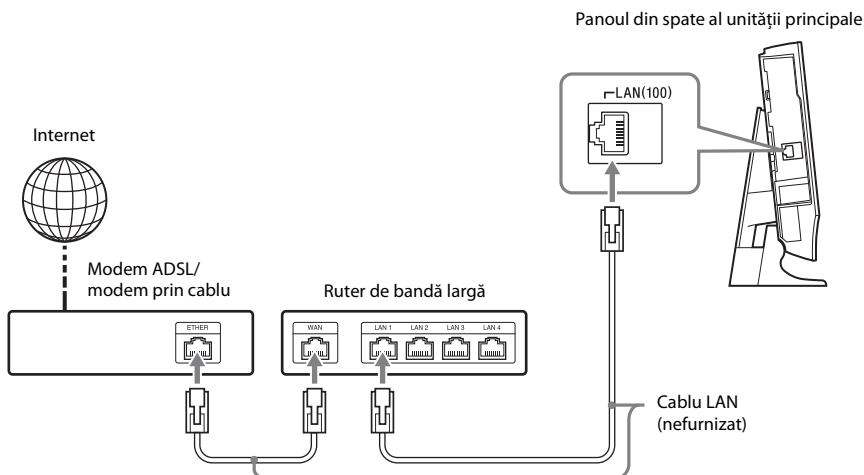 Panoul din spate al unității principale
LAN(100)
Internet
Modem ADSL/
modem prin cablu
Ruter de bandă largă
ETHER
WAN
LAN 1
LAN 2
LAN 3
LAN 4
Cablu LAN
(nefurnizat)